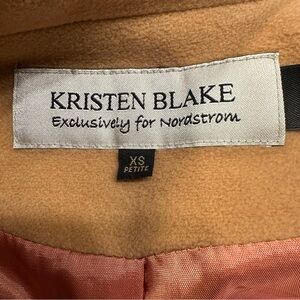 KRISTEN BLAKE
Exclusively for Nordstrom
XS
PETITE